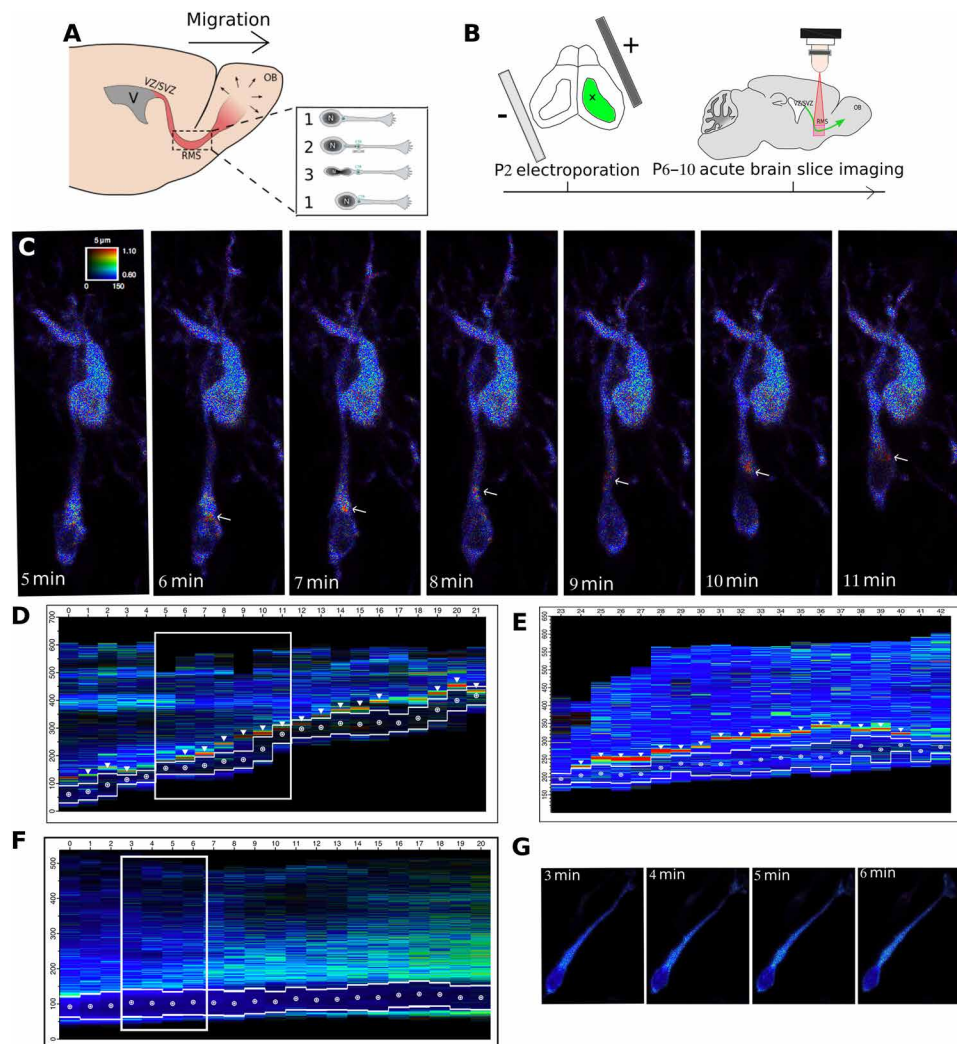 A
Migration
VZ/SVZ
V
OB
RMS
1 N
2 N
3
1 N
B
+
x
-
VZ/SVZ
RMS
OB
P2 electroporation
P6–10 acute brain slice imaging
C
5 µm
1.10
0.60
0 150
5 min
6 min
7 min
8 min
9 min
10 min
11 min
D
0 1 2 3 4 5 6 7 8 9 10 11 12 13 14 15 16 17 18 19 20 21
700
600
500
400
300
200
100
0
E
23 24 25 26 27 28 29 30 31 32 33 34 35 36 37 38 39 40 41 42
650
600
550
500
450
400
350
300
250
200
150
F
0 1 2 3 4 5 6 7 8 9 10 11 12 13 14 15 16 17 18 19 20
500
400
300
200
100
0
G
3 min
4 min
5 min
6 min